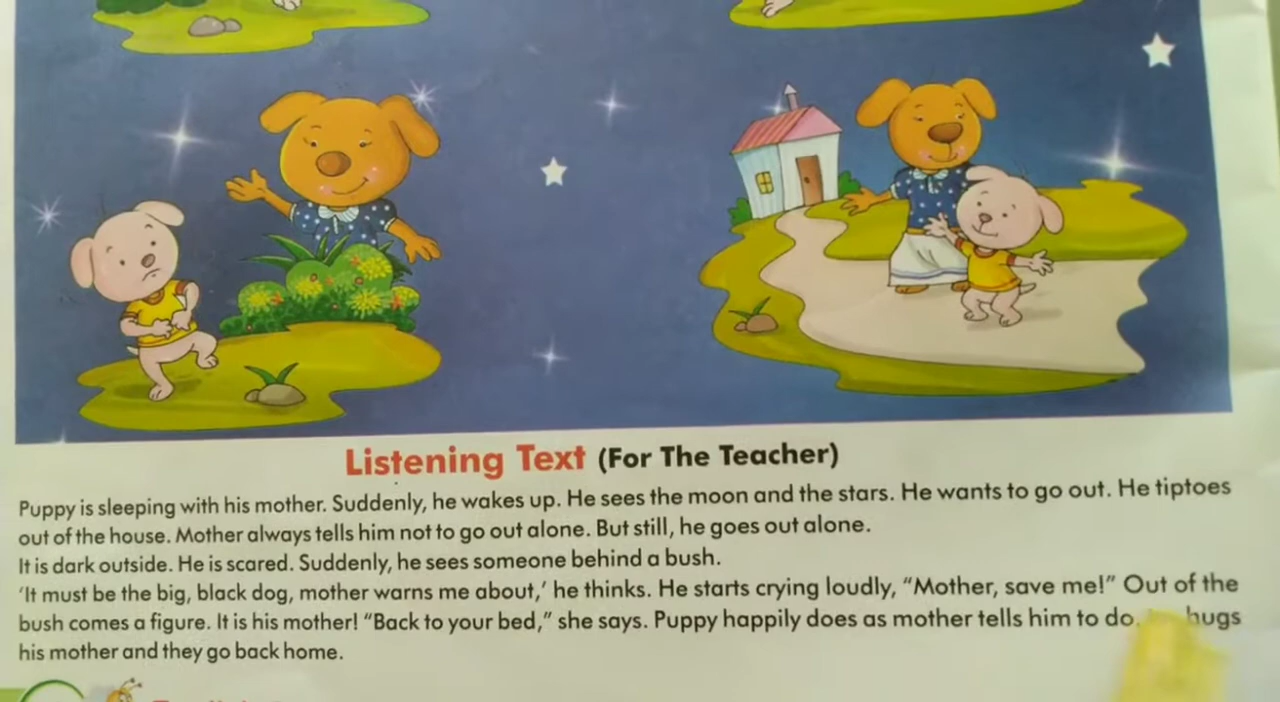 Listening Text (For The Teacher)
Puppy is sleeping with his mother. Suddenly, he wakes up. He sees the moon and the stars. He wants to go out. He tiptoes
out of the house. Mother always tells him not to go out alone. But still, he goes out alone.
It is dark outside. He is scared. Suddenly, he sees someone behind a bush.
‘It must be the big, black dog, mother warns me about,’ he thinks. He starts crying loudly, “Mother, save me!” Out of the
bush comes a figure. It is his mother! “Back to your bed,” she says. Puppy happily does as mother tells him to do. hugs
his mother and they go back home.